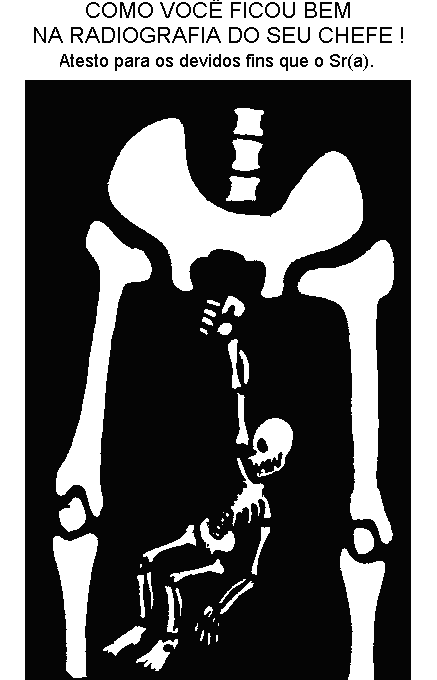 COMO VOCÊ FICOU BEM
NA RADIOGRAFIA DO SEU CHEFE !
Atesto para os devidos fins que o Sr(a).